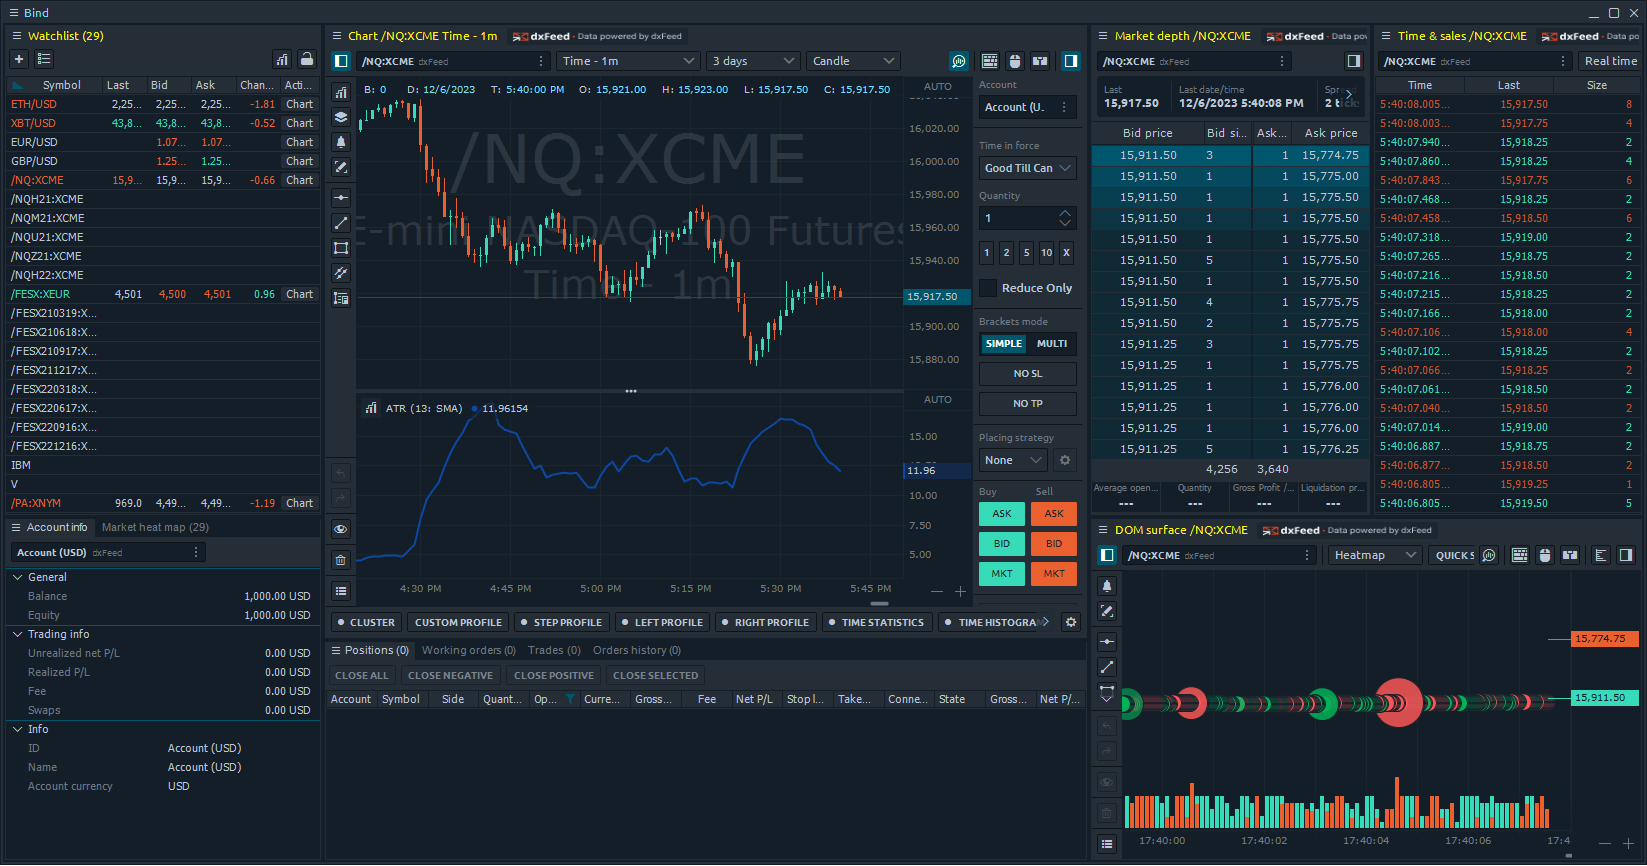 Bind
Watchlist (29)
Symbol Last Bid Ask Chan... Acti...
ETH/USD 2,25... 2,25... 2,25... -1.81 Chart
XBT/USD 43,8... 43,8... 43,8... -0.52 Chart
EUR/USD 1.07... 1.07... Chart
GBP/USD 1.25... 1.25... Chart
/NQ:XCME 15,9... 15,9... 15,9... -0.66 Chart
/NQH21:XCME
/NQM21:XCME
/NQU21:XCME
/NQZ21:XCME
/NQH22:XCME
/FESX:XEUR 4,501 4,500 4,501 0.96 Chart
/FESX210319:X...
/FESX210618:X...
/FESX210917:X...
/FESX211217:X...
/FESX220318:X...
/FESX220617:X...
/FESX220916:X...
/FESX221216:X...
IBM
V
/PA:XNYM 969.0 4,49... 4,49... -1.19 Chart
Account info Market heat map (29)
Account (USD) dxFeed
General
Balance 1,000.00 USD
Equity 1,000.00 USD
Trading info
Unrealized net P/L 0.00 USD
Realized P/L 0.00 USD
Fee 0.00 USD
Swaps 0.00 USD
Info
ID Account (USD)
Name Account (USD)
Account currency USD
Chart /NQ:XCME Time - 1m dxFeed - Data powered by dxFeed
/NQ:XCME dxFeed Time - 1m 3 days Candle
B: 0 D: 12/6/2023 T: 5:40:00 PM O: 15,921.00 H: 15,923.00 L: 15,917.50 C: 15,917.50
/NQ:XCME
E-mini NASDAQ 100 Futures
Time - 1m
AUTO
16,020.00
16,000.00
15,980.00
15,960.00
15,940.00
15,917.50
15,900.00
15,880.00
ATR (13: SMA) 11.96154
AUTO
15.00
11.96
10.00
7.50
5.00
4:30 PM 4:45 PM 5:00 PM 5:15 PM 5:30 PM 5:45 PM
CLUSTER CUSTOM PROFILE STEP PROFILE LEFT PROFILE RIGHT PROFILE TIME STATISTICS TIME HISTOGRA
Account
Account (U..
Time in force
Good Till Can
Quantity
1
1 2 5 10 X
Reduce Only
Brackets mode
SIMPLE MULTI
NO SL
NO TP
Placing strategy
None
Buy Sell
ASK ASK
BID BID
MKT MKT
Positions (0) Working orders (0) Trades (0) Orders history (0)
CLOSE ALL CLOSE NEGATIVE CLOSE POSITIVE CLOSE SELECTED
Account Symbol Side Quant... Op... Curre... Gross... Fee Net P/L Stop l... Take... Conne... State Gross... Net P/...
Market depth /NQ:XCME dxFeed - Data pow
/NQ:XCME dxFeed
Last Last date/time Spre
15,917.50 12/6/2023 5:40:08 PM 2 ticks
Bid price Bid si... Ask... Ask price
15,911.50 3 1 15,774.75
15,911.50 1 1 15,775.00
15,911.50 1 1 15,775.50
15,911.50 1 1 15,775.50
15,911.50 1 1 15,775.50
15,911.50 5 1 15,775.50
15,911.50 1 1 15,775.50
15,911.50 4 1 15,775.75
15,911.50 2 1 15,775.75
15,911.25 3 1 15,775.75
15,911.25 1 1 15,775.75
15,911.25 1 1 15,776.00
15,911.25 1 1 15,776.00
15,911.25 1 1 15,776.00
15,911.25 5 1 15,776.25
4,256 3,640
Average open... Quantity Gross Profit /... Liquidation pr...
--- --- --- ---
Time & sales /NQ:XCME dxFeed - Data po
/NQ:XCME dxFeed Real time
Time Last Size
5:40:08.005... 15,917.50 8
5:40:08.003... 15,917.75 4
5:40:07.940... 15,918.25 2
5:40:07.860... 15,918.25 4
5:40:07.843... 15,917.75 6
5:40:07.468... 15,918.25 2
5:40:07.458... 15,918.50 6
5:40:07.318... 15,919.00 2
5:40:07.265... 15,918.75 2
5:40:07.216... 15,918.50 2
5:40:07.215... 15,918.25 2
5:40:07.166... 15,918.00 2
5:40:07.106... 15,918.00 4
5:40:07.102... 15,918.25 2
5:40:07.066... 15,918.25 2
5:40:07.061... 15,918.50 2
5:40:07.040... 15,918.50 2
5:40:07.014... 15,919.00 2
5:40:06.887... 15,918.75 2
5:40:06.877... 15,918.50 2
5:40:06.805... 15,919.25 1
5:40:06.805... 15,919.50 5
DOM surface /NQ:XCME dxFeed - Data powered by dxFeed
/NQ:XCME dxFeed Heatmap QUICK S
15,774.75
15,911.50
17:40:00 17:40:02 17:40:04 17:40:06 17:4